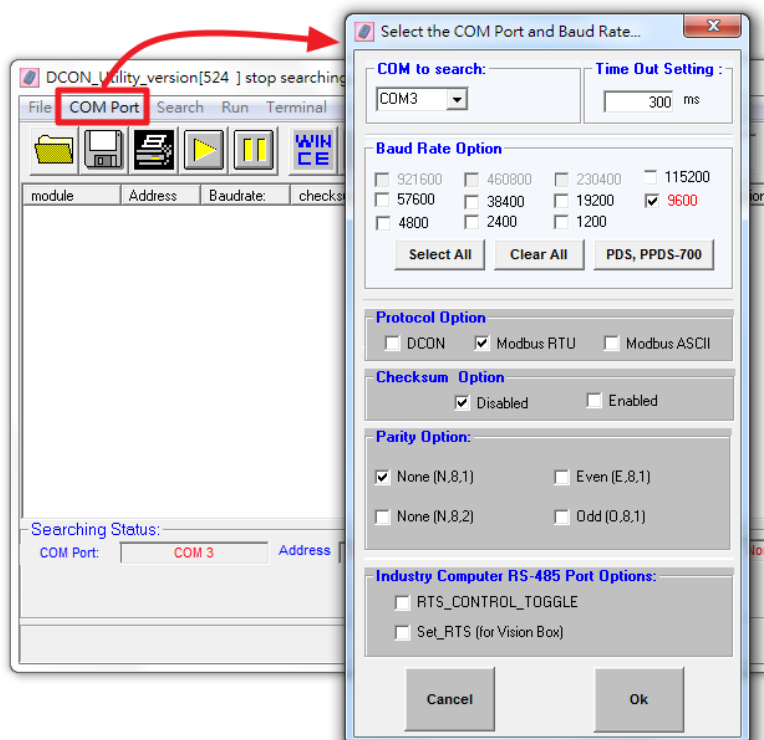 Select the COM Port and Baud Rate...
DCON_Utility_version[524 ] stop searching
File COM Port Search Run Terminal
WIN
CE
module Address Baudrate:
Searching Status:
COM Port: COM 3 Address
COM to search: Time Out Setting :
COM3 300 ms
Baud Rate Option
921600 460800 230400 115200
57600 38400 19200 9600
4800 2400 1200
Select All Clear All PDS, PPDS-700
Protocol Option
DCON Modbus RTU Modbus ASCII
Checksum Option
Disabled Enabled
Parity Option:
None (N,8,1) Even (E,8,1)
None (N,8,2) Odd (O,8,1)
Industry Computer RS-485 Port Options:
RTS_CONTROL_TOGGLE
Set_RTS (for Vision Box)
Cancel Ok